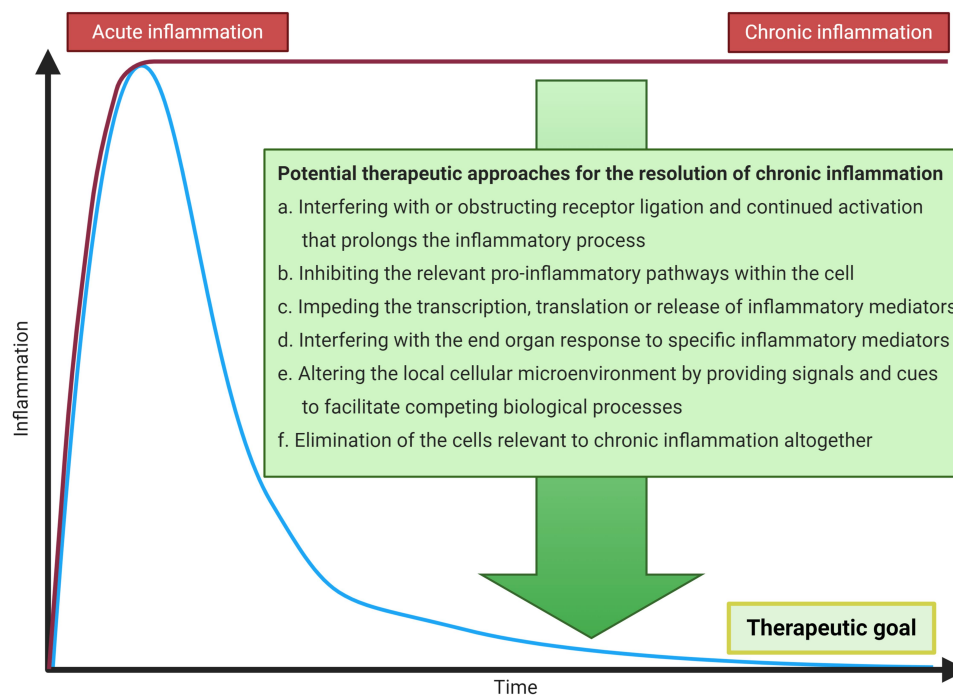 Acute inflammation
Chronic inflammation
Potential therapeutic approaches for the resolution of chronic inflammation
a. Interfering with or obstructing receptor ligation and continued activation
that prolongs the inflammatory process
b. Inhibiting the relevant pro-inflammatory pathways within the cell
c. Impeding the transcription, translation or release of inflammatory mediators
d. Interfering with the end organ response to specific inflammatory mediators
e. Altering the local cellular microenvironment by providing signals and cues
to facilitate competing biological processes
f. Elimination of the cells relevant to chronic inflammation altogether
Inflammation
Therapeutic goal
Time